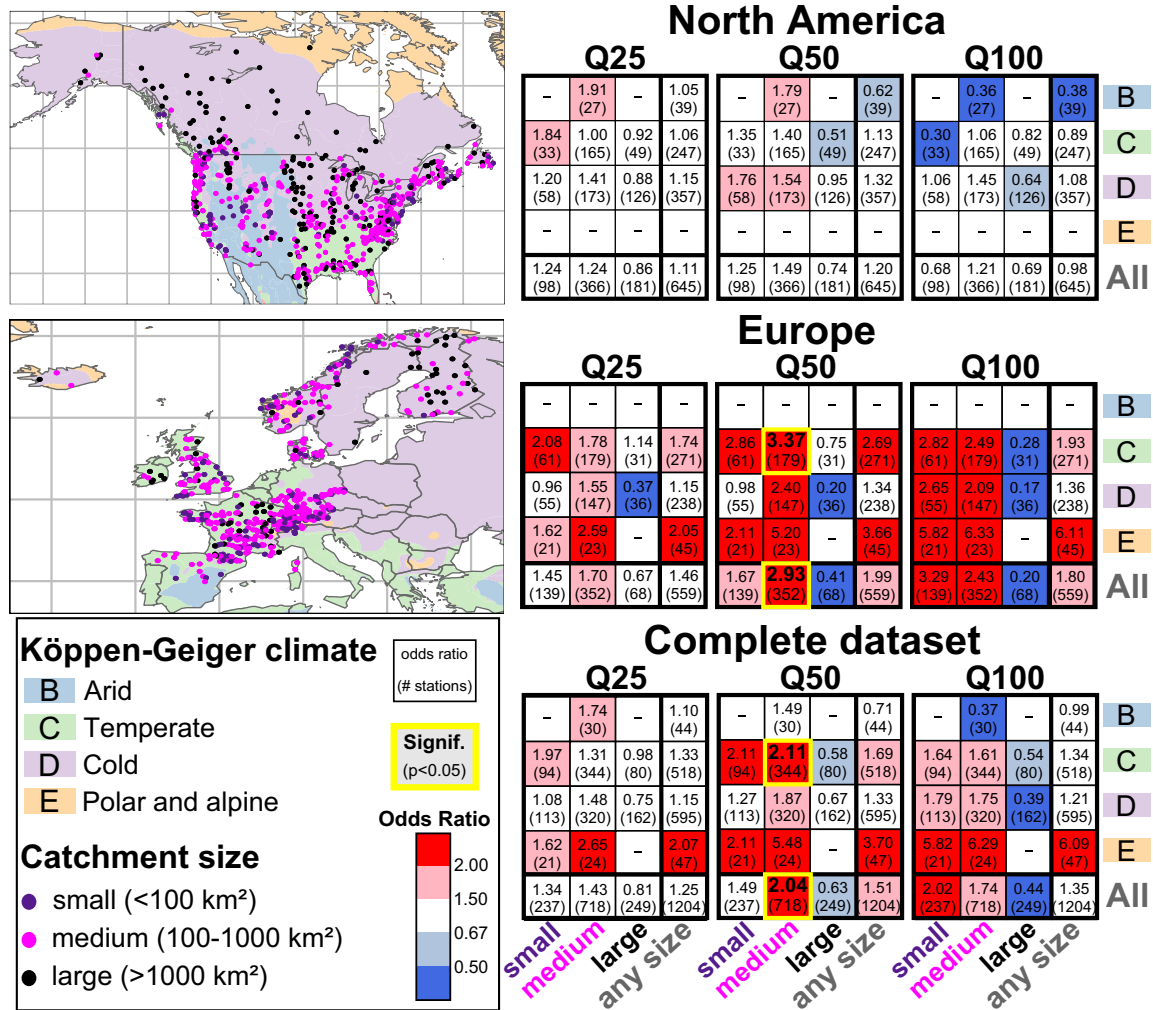 North America
Q25 Q50 Q100
– 1.91 – 1.05 – 1.79 – 0.62 – 0.36 – 0.38 B
(27) (39) (27) (39) (27) (39)
1.84 1.00 0.92 1.06 1.35 1.40 0.51 1.13 0.30 1.06 0.82 0.89 C
(33) (165) (49) (247) (33) (165) (49) (247) (33) (165) (49) (247)
1.20 1.41 0.88 1.15 1.76 1.54 0.95 1.32 1.06 1.45 0.64 1.08 D
(58) (173) (126) (357) (58) (173) (126) (357) (58) (173) (126) (357)
– – – – – – – – – – – – E
1.24 1.24 0.86 1.11 1.25 1.49 0.74 1.20 0.68 1.21 0.69 0.98 All
(98) (366) (181) (645) (98) (366) (181) (645) (98) (366) (181) (645)
Europe
Q25 Q50 Q100
– – – – – – – – – – – – B
2.08 1.78 1.14 1.74 2.86 3.37 0.75 2.69 2.82 2.49 0.28 1.93 C
(61) (179) (31) (271) (61) (179) (31) (271) (61) (179) (31) (271)
0.96 1.55 0.37 1.15 0.98 2.40 0.20 1.34 2.65 2.09 0.17 1.36 D
(55) (147) (36) (238) (55) (147) (36) (238) (55) (147) (36) (238)
1.62 2.59 – 2.05 2.11 5.20 – 3.66 5.82 6.33 – 6.11 E
(21) (23) (45) (21) (23) (45) (21) (23) (45)
1.45 1.70 0.67 1.46 1.67 2.93 0.41 1.99 3.29 2.43 0.20 1.80 All
(139) (352) (68) (559) (139) (352) (68) (559) (139) (352) (68) (559)
Köppen-Geiger climate
B Arid
C Temperate
D Cold
E Polar and alpine
Catchment size
small (<100 km²)
medium (100-1000 km²)
large (>1000 km²)
odds ratio
(# stations)
Signif.
(p<0.05)
Odds Ratio
2.00
1.50
0.67
0.50
Complete dataset
Q25 Q50 Q100
– 1.74 – 1.10 – 1.49 – 0.71 – 0.37 – 0.99 B
(30) (44) (30) (44) (30) (44)
1.97 1.31 0.98 1.33 2.11 2.11 0.58 1.69 1.64 1.61 0.54 1.34 C
(94) (344) (80) (518) (94) (344) (80) (518) (94) (344) (80) (518)
1.08 1.48 0.75 1.15 1.27 1.87 0.67 1.33 1.79 1.75 0.39 1.21 D
(113) (320) (162) (595) (113) (320) (162) (595) (113) (320) (162) (595)
1.62 2.65 – 2.07 2.11 5.48 – 3.70 5.82 6.29 – 6.09 E
(21) (24) (47) (21) (24) (47) (21) (24) (47)
1.34 1.43 0.81 1.25 1.49 2.04 0.63 1.51 2.02 1.74 0.44 1.35 All
(237) (718) (249) (1204) (237) (718) (249) (1204) (237) (718) (249) (1204)
small medium large any size small medium large any size small medium large any size